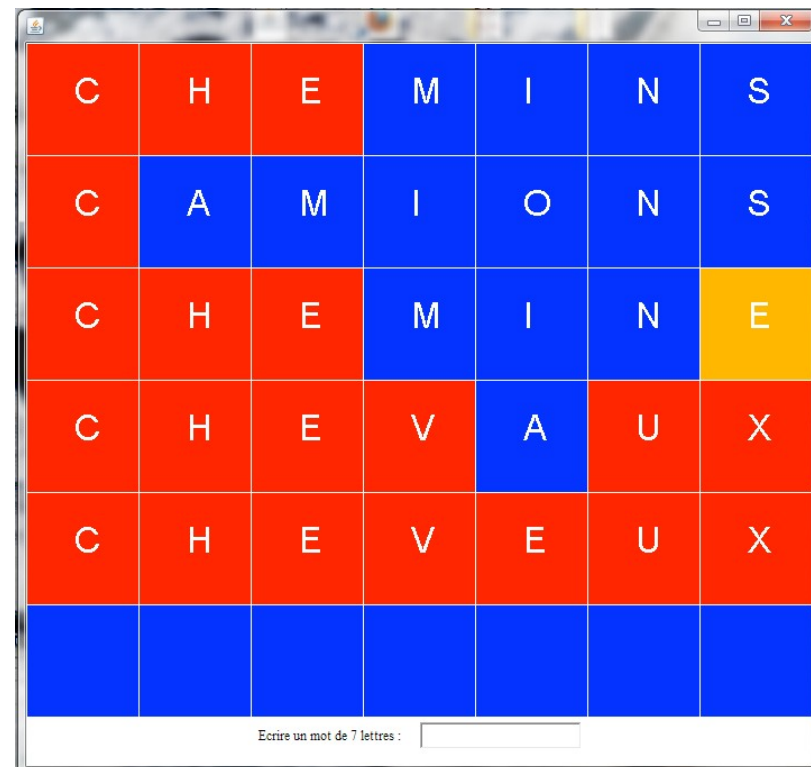 C H E M I N S
C A M I O N S
C H E M I N E
C H E V A U X
C H E V E U X
Ecrire un mot de 7 lettres :